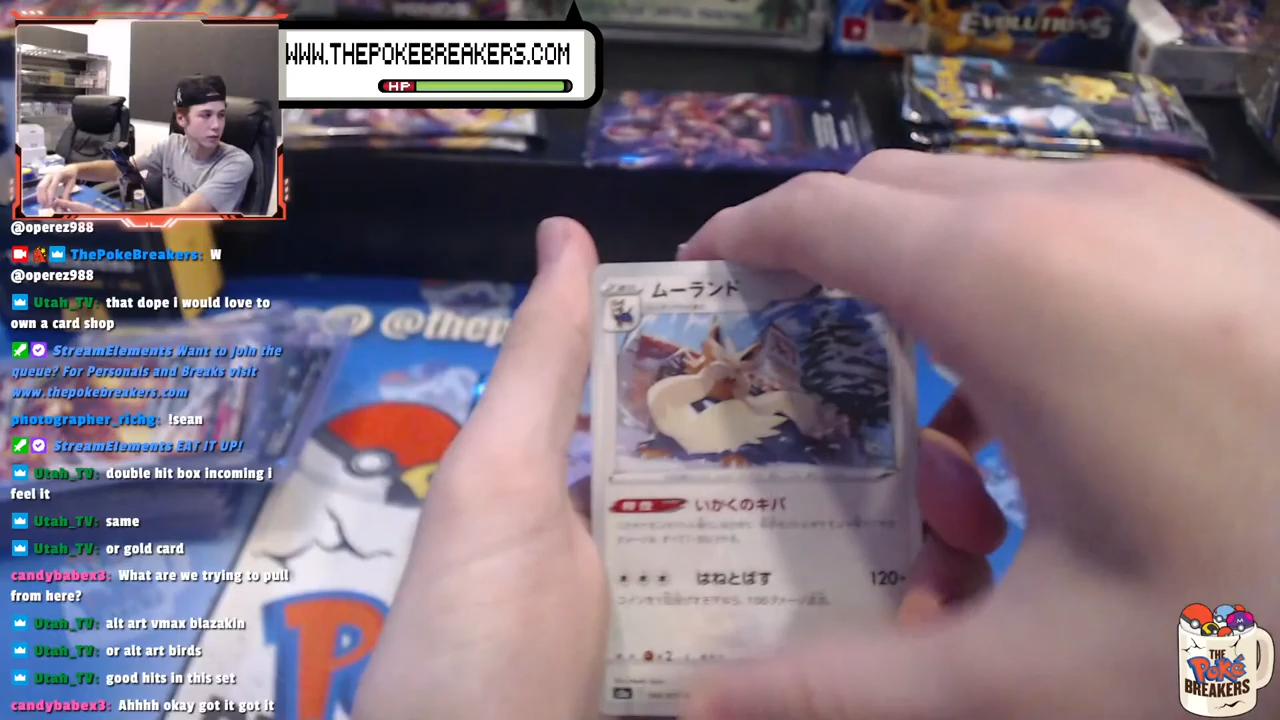 WWW.THEPOKEBREAKERS.COM
HP
EVOLUTIONS
@thep
@operez988
ThePokeBreakers: W
@operez988
Utah_TV: that dope i would love to
own a card shop
StreamElements Want to join the
queue? For Personals and Breaks visit
www.thepokebreakers.com
photographer_richg: !sean
StreamElements EAT IT UP!
Utah_TV: double hit box incoming i
feel it
Utah_TV: same
Utah_TV: or gold card
candybabex3: What are we trying to pull
from here?
Utah_TV: alt art vmax blazakin
Utah_TV: or alt art birds
Utah_TV: good hits in this set
candybabex3: Ahhhh okay got it got it
ムーランド
特性 いかくのキバ
はねとばす 120+
×2
P
THE
Poké
BREAKERS